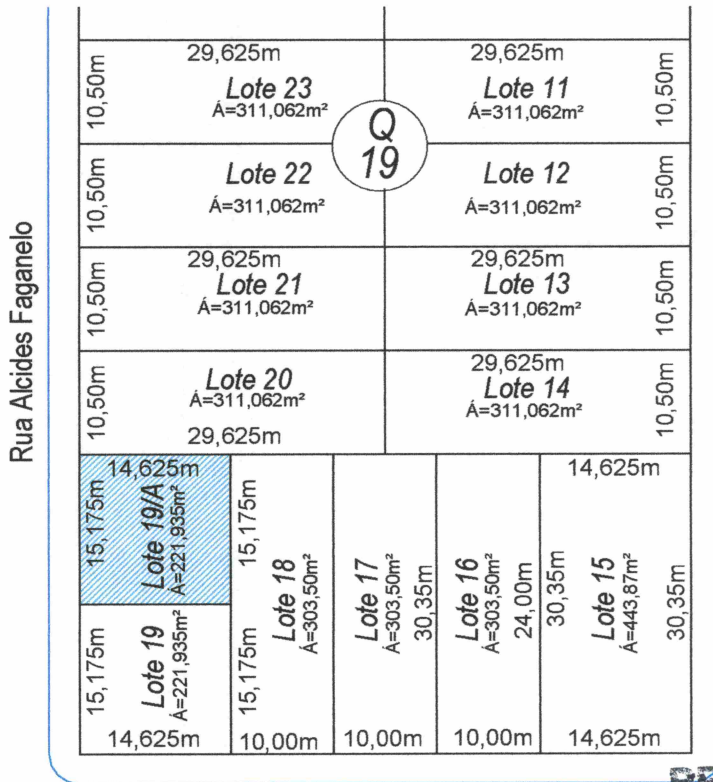 29,625m
29,625m
10,50m
Lote 23
Á=311,062m²
Lote 11
Á=311,062m²
10,50m
Q
19
10,50m
Lote 22
Á=311,062m²
Lote 12
Á=311,062m²
10,50m
29,625m
29,625m
10,50m
Lote 21
Á=311,062m²
Lote 13
Á=311,062m²
10,50m
29,625m
10,50m
Lote 20
Á=311,062m²
Lote 14
Á=311,062m²
10,50m
29,625m
Rua Alcides Faganelo
14,625m
15,175m
Lote 19/A
Á=221,935m²
15,175m
Lote 19
Á=221,935m²
14,625m
15,175m
15,175m
Lote 18
Á=303,50m²
10,00m
Lote 17
Á=303,50m²
30,35m
10,00m
Lote 16
Á=303,50m²
24,00m
10,00m
14,625m
30,35m
Lote 15
Á=443,87m²
30,35m
14,625m